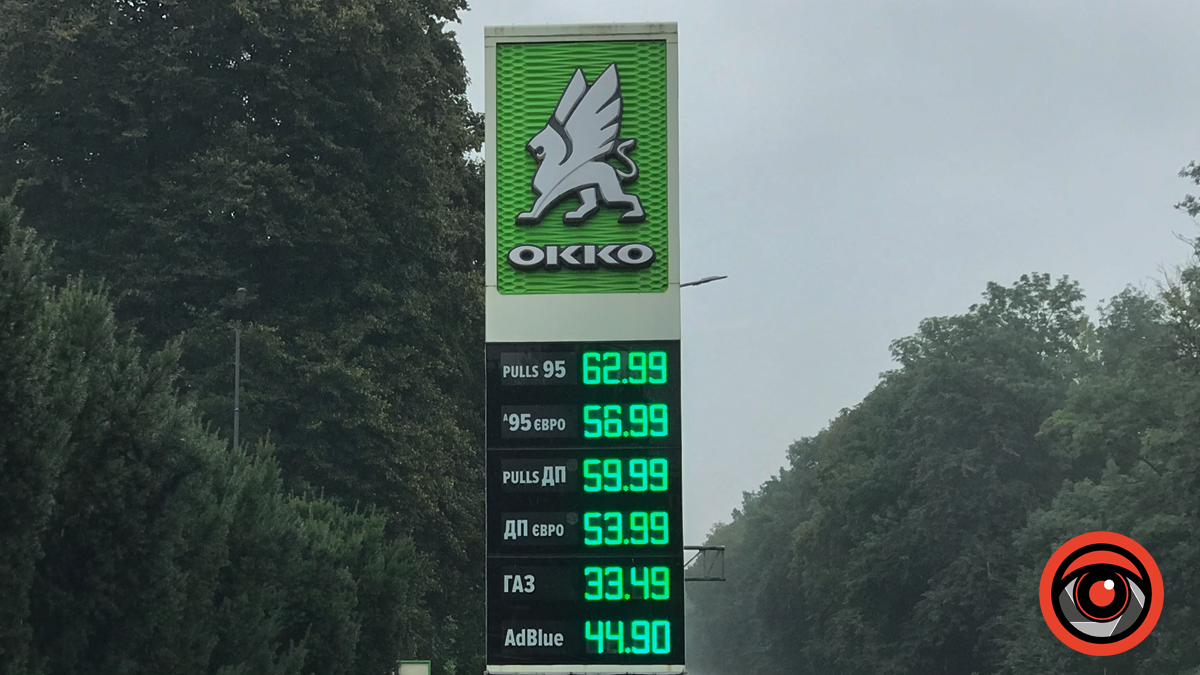 OKKO
PULLS 95 62.99
A95 ЄВРО 56.99
PULLS ДП 59.99
ДП ЄВРО 53.99
ГАЗ 33.49
AdBlue 44.90